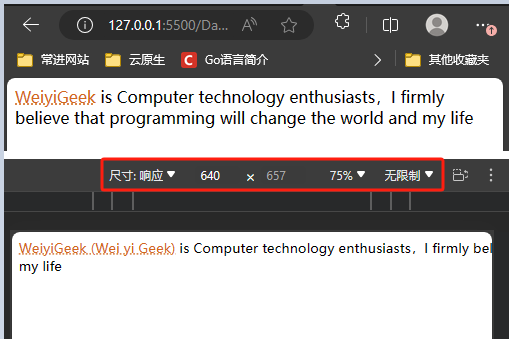 127.0.0.1:5500/Da...
1
常进网站 云原生 C Go语言简介 其他收藏夹
WeiyiGeek is Computer technology enthusiasts，I firmly
believe that programming will change the world and my life
尺寸: 响应 640 × 657 75% 无限制
WeiyiGeek (Wei yi Geek) is Computer technology enthusiasts，I firmly bel
my life